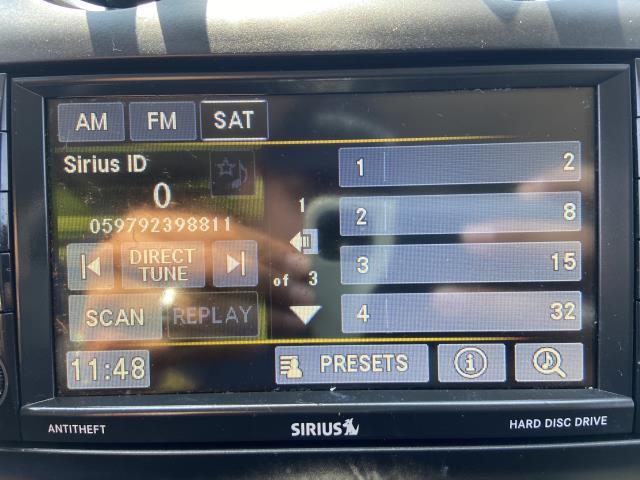 AM FM SAT
Sirius ID
0
059792398811
DIRECT
TUNE
SCAN REPLAY
11:48
1
of 3
1 2
2 8
3 15
4 32
PRESETS
i
ANTITHEFT
SIRIUS
HARD DISC DRIVE